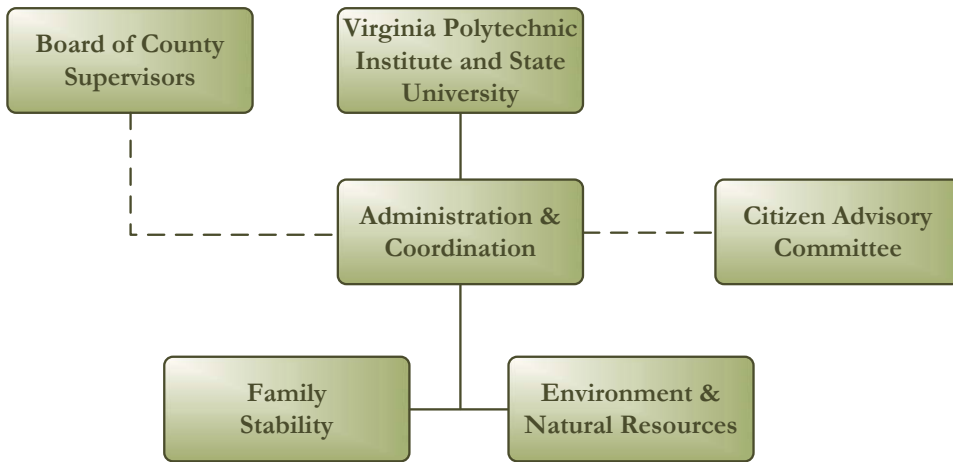 Board of County
Supervisors
Virginia Polytechnic
Institute and State
University
Administration &
Coordination
Citizen Advisory
Committee
Family
Stability
Environment &
Natural Resources